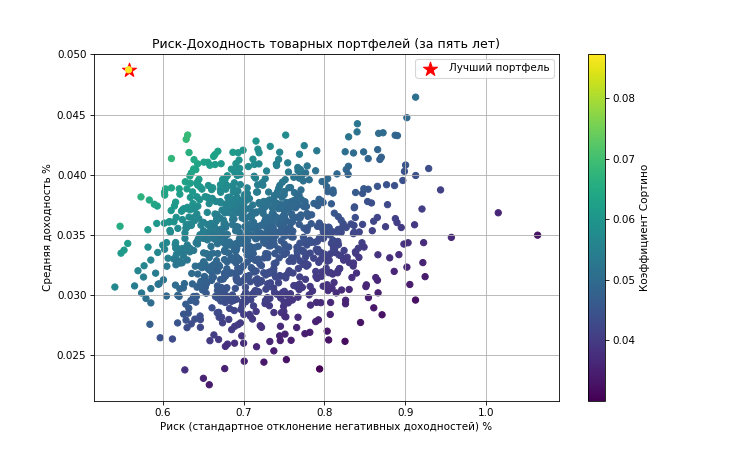 Риск-Доходность товарных портфелей (за пять лет)
Лучший портфель
Средняя доходность %
0.050
0.045
0.040
0.035
0.030
0.025
0.6 0.7 0.8 0.9 1.0
Риск (стандартное отклонение негативных доходностей) %
0.08
0.07
0.06
0.05
0.04
Коэффициент Сортино